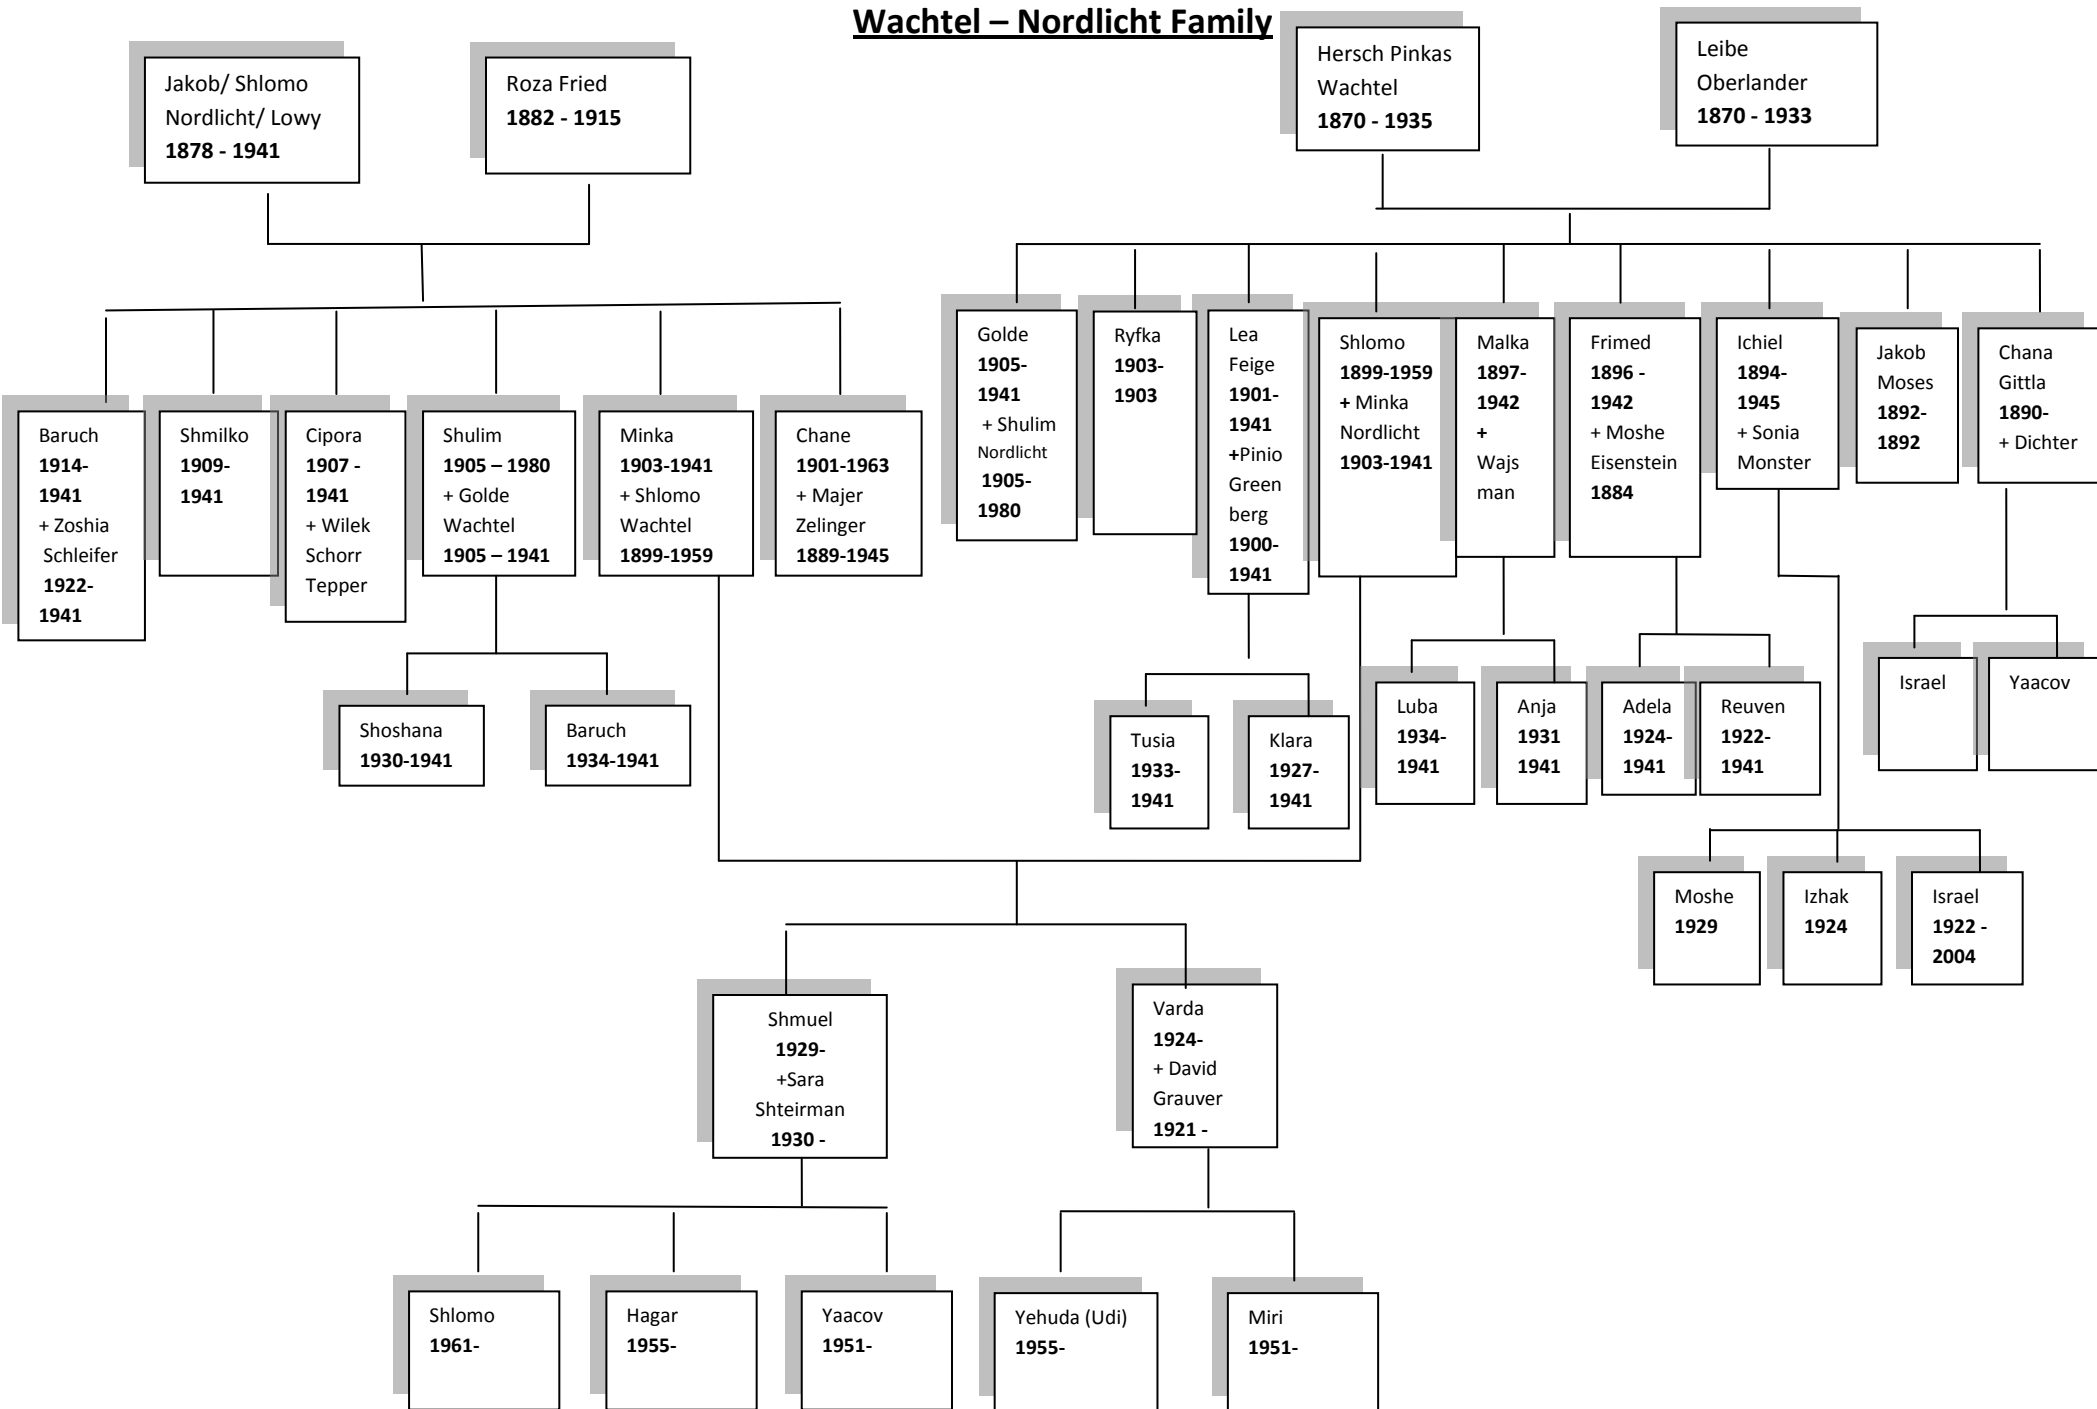 Wachtel – Nordlicht Family
Jakob/ Shlomo
Nordlicht/ Lowy
1878 - 1941
Roza Fried
1882 - 1915
Hersch Pinkas
Wachtel
1870 - 1935
Leibe
Oberlander
1870 - 1933
Baruch
1914-
1941
+ Zoshia
Schleifer
1922-
1941
Shmilko
1909-
1941
Cipora
1907 -
1941
+ Wilek
Schorr
Tepper
Shulim
1905 – 1980
+ Golde
Wachtel
1905 – 1941
Minka
1903-1941
+ Shlomo
Wachtel
1899-1959
Chane
1901-1963
+ Majer
Zelinger
1889-1945
Golde
1905-
1941
+ Shulim
Nordlicht
1905-
1980
Ryfka
1903-
1903
Lea
Feige
1901-
1941
+Pinio
Green
berg
1900-
1941
Shlomo
1899-1959
+ Minka
Nordlicht
1903-1941
Malka
1897-
1942
+
Wajs
man
Frimed
1896 -
1942
+ Moshe
Eisenstein
1884
Ichiel
1894-
1945
+ Sonia
Monster
Jakob
Moses
1892-
1892
Chana
Gittla
1890-
+ Dichter
Shoshana
1930-1941
Baruch
1934-1941
Tusia
1933-
1941
Klara
1927-
1941
Luba
1934-
1941
Anja
1931
1941
Adela
1924-
1941
Reuven
1922-
1941
Israel
Yaacov
Moshe
1929
Izhak
1924
Israel
1922 -
2004
Shmuel
1929-
+Sara
Shteirman
1930 -
Varda
1924-
+ David
Grauver
1921 -
Shlomo
1961-
Hagar
1955-
Yaacov
1951-
Yehuda (Udi)
1955-
Miri
1951-